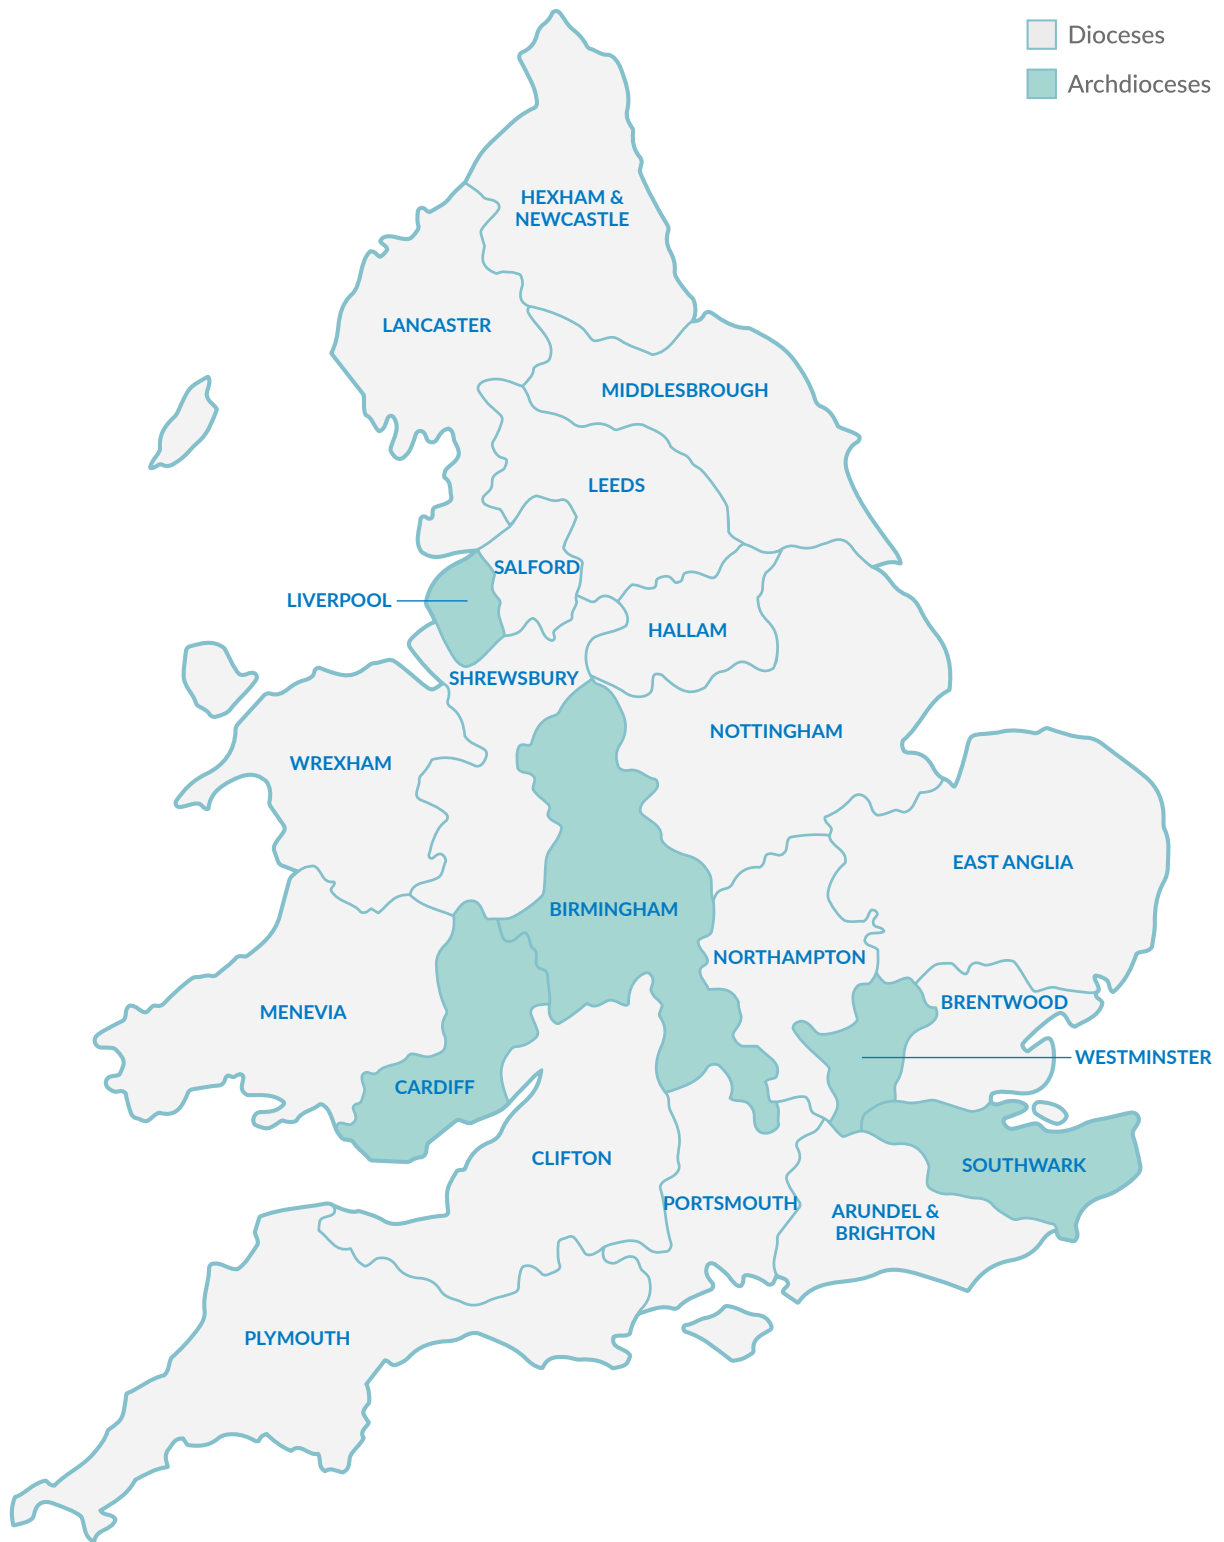 Dioceses
Archdioceses
HEXHAM &
NEWCASTLE
LANCASTER
MIDDLESBROUGH
LEEDS
SALFORD
LIVERPOOL
HALLAM
SHREWSBURY
NOTTINGHAM
WREXHAM
EAST ANGLIA
BIRMINGHAM
NORTHAMPTON
BRENTWOOD
MENEVIA
WESTMINSTER
CARDIFF
CLIFTON
SOUTHWARK
PORTSMOUTH
ARUNDEL &
BRIGHTON
PLYMOUTH